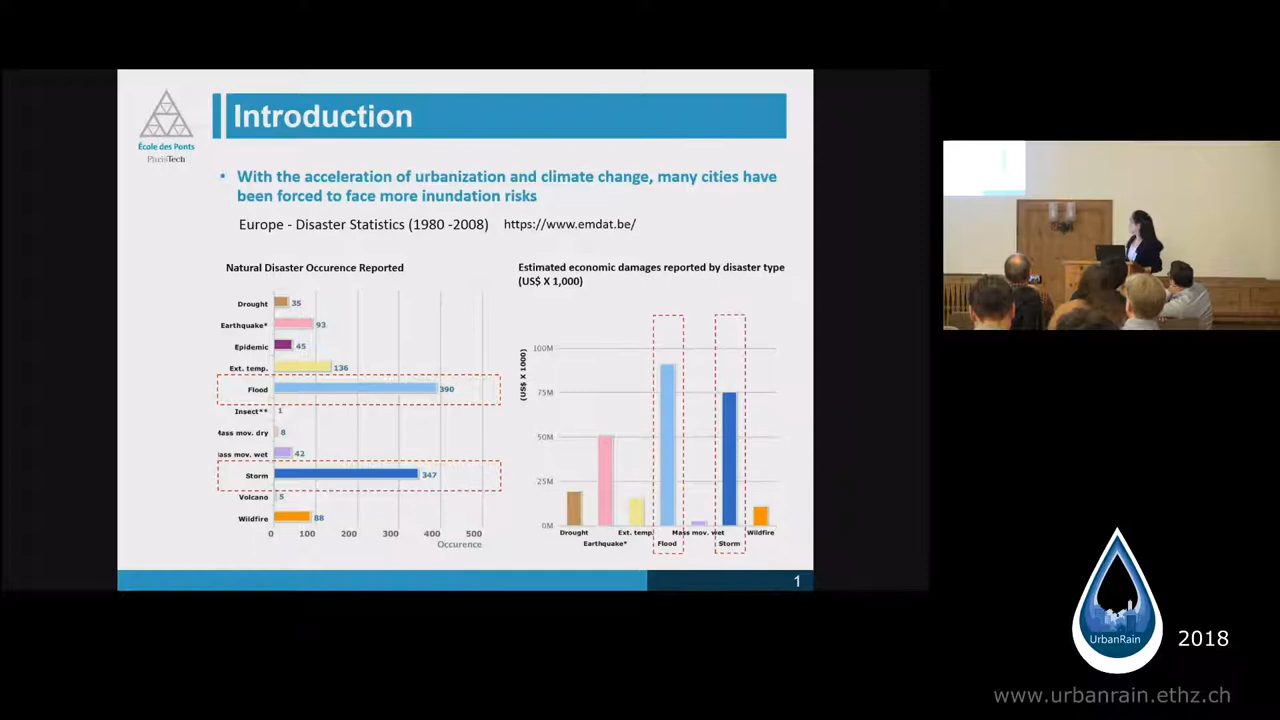 École des Ponts
ParisTech
Introduction
• With the acceleration of urbanization and climate change, many cities have
been forced to face more inundation risks
Europe - Disaster Statistics (1980 -2008) https://www.emdat.be/
Natural Disaster Occurence Reported
Drought 35
Earthquake* 93
Epidemic 45
Ext. temp. 136
Flood 390
Insect** 1
Mass mov. dry 8
ass mov. wet 42
Storm 347
Volcano 5
Wildfire 88
0 100 200 300 400 500
Occurence
Estimated economic damages reported by disaster type
(US$ X 1,000)
(US$ X 1000)
100M
75M
50M
25M
0M
Drought Ext. temp. Mass mov. wet Wildfire
Earthquake* Flood Storm
1
UrbanRain
2018
www.urbanrain.ethz.ch